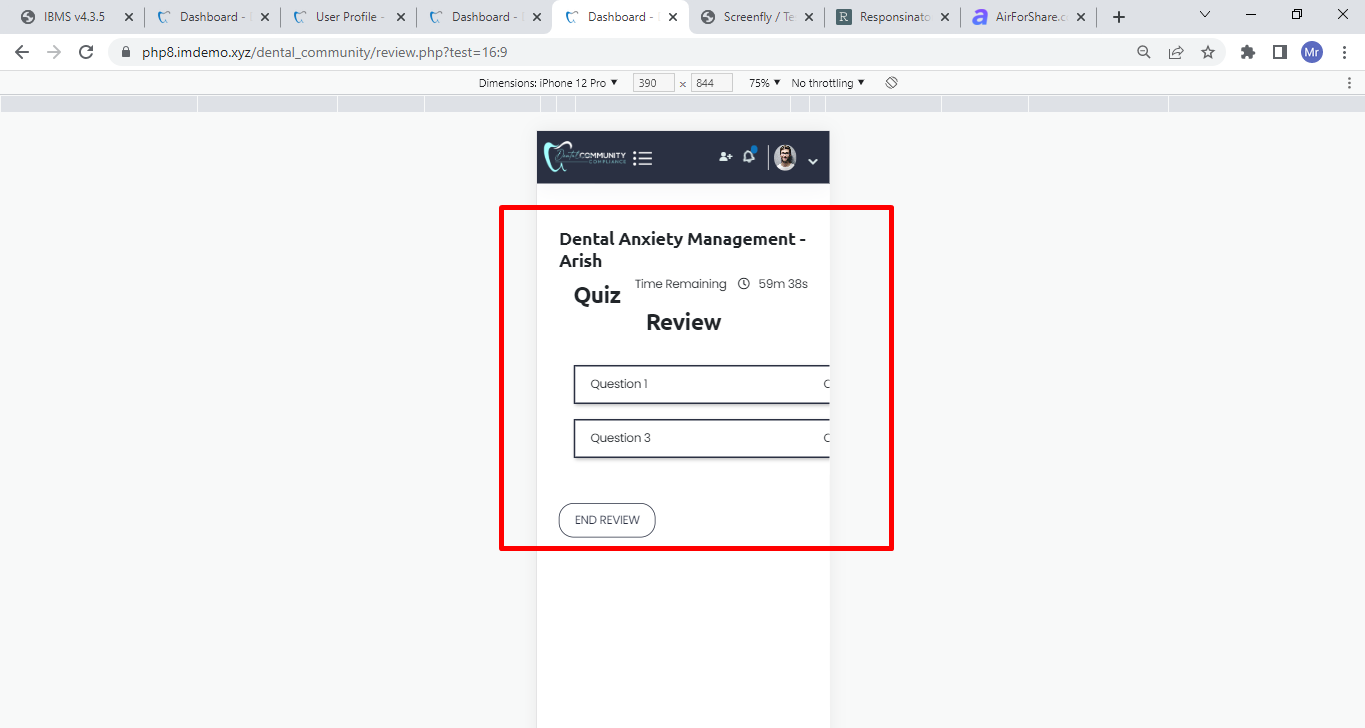 IBMS v4.3.5
Dashboard -
User Profile -
Dashboard -
Dashboard -
Screenfly / Te
Responsinato
AirForShare.c
php8.imdemo.xyz/dental_community/review.php?test=16:9
Mr
Dimensions: iPhone 12 Pro ▼ 390 x 844 75% ▼ No throttling ▼
Dental COMMUNITY
COMPLIANCE
Dental Anxiety Management -
Arish
Time Remaining 59m 38s
Quiz
Review
Question 1
Question 3
END REVIEW